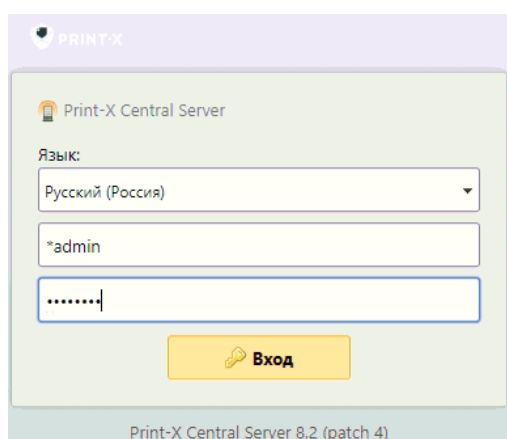 PRINT-X
Print-X Central Server
Язык:
Русский (Россия)
*admin
••••••••
Вход
Print-X Central Server 8.2 (patch 4)